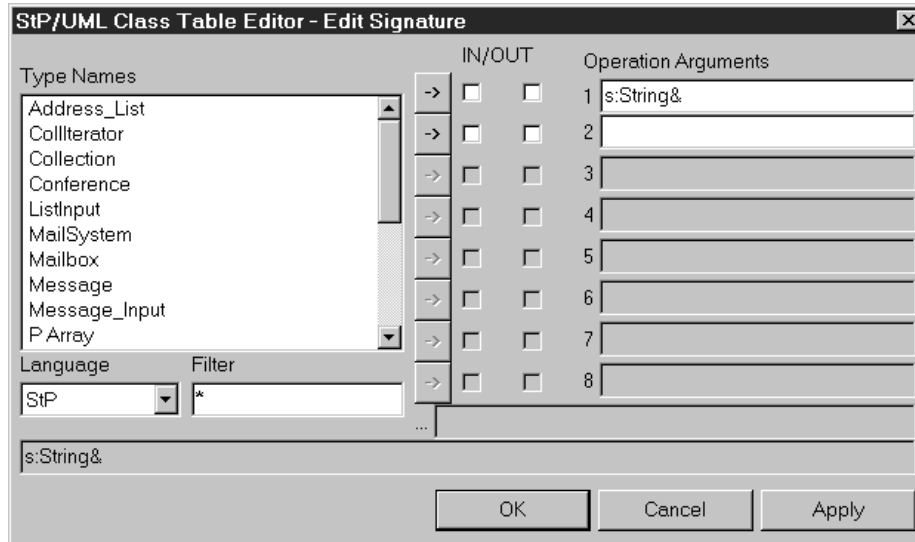 StP/UML Class Table Editor - Edit Signature
IN/OUT
Operation Arguments
Type Names
Address_List
CollIterator
Collection
Conference
ListInput
MailSystem
Mailbox
Message
Message_Input
P Array
-> 1 s:String&
-> 2
-> 3
-> 4
-> 5
-> 6
-> 7
-> 8
Language Filter
StP *
...
s:String&
OK Cancel Apply